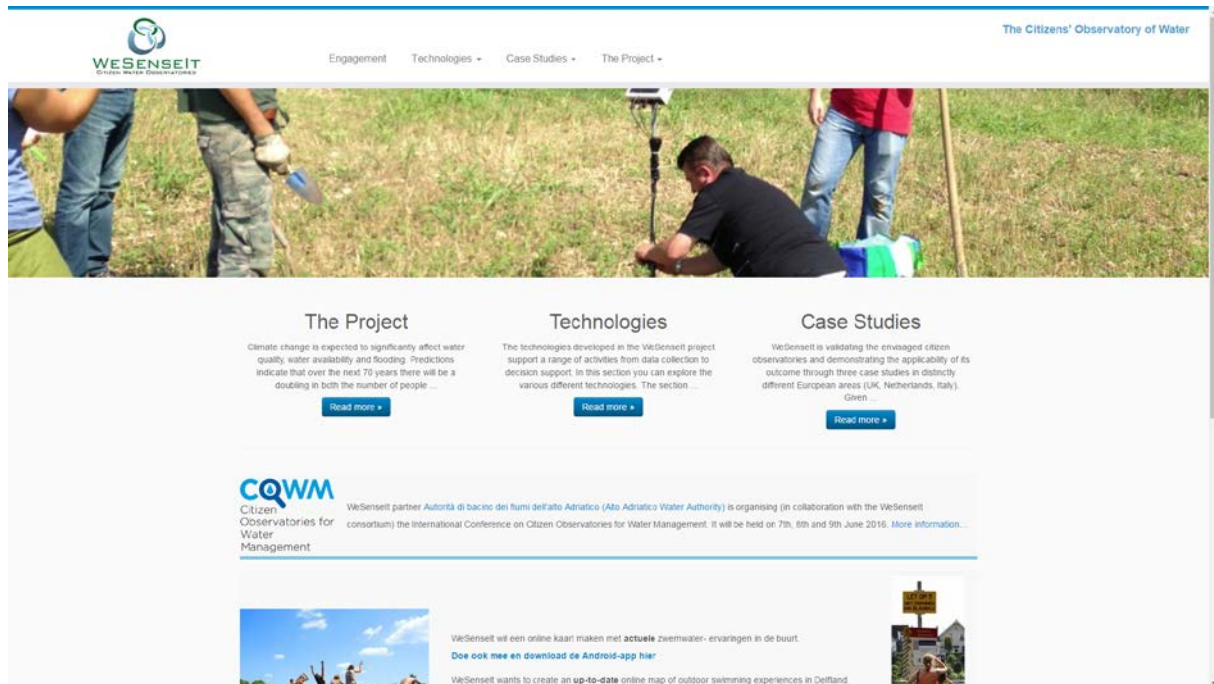 The Citizens' Observatory of Water
WESENSEIT
CITIZEN WATER OBSERVATORIES
Engagement Technologies Case Studies The Project
The Project
Climate change is expected to significantly affect water
quality, water availability and flooding. Predictions
indicate that over the next 70 years there will be a
doubling in both the number of people ...
Read more »
Technologies
The technologies developed in the WeSenseIt project
support a range of activities from data collection to
decision support. In this section you can explore the
various different technologies. The section ...
Read more »
Case Studies
WeSenseIt is validating the envisaged citizen
observatories and demonstrating the applicability of its
outcome through three case studies in distinctly
different European areas (UK, Netherlands, Italy).
Given ...
Read more »
COWM
Citizen
Observatories for
Water
Management
WeSenseIt partner Autorità di bacino dei fiumi dell'alto Adriatico (Alto Adriatico Water Authority) is organising (in collaboration with the WeSenseIt
consortium) the International Conference on Citizen Observatories for Water Management. It will be held on 7th, 8th and 9th June 2016. More information...
LET OP !!
WeSenseIt wil een online kaart maken met actuele zwemwater- ervaringen in de buurt.
Doe ook mee en download de Android-app hier
WeSenseIt wants to create an up-to-date online map of outdoor swimming experiences in Delfland.